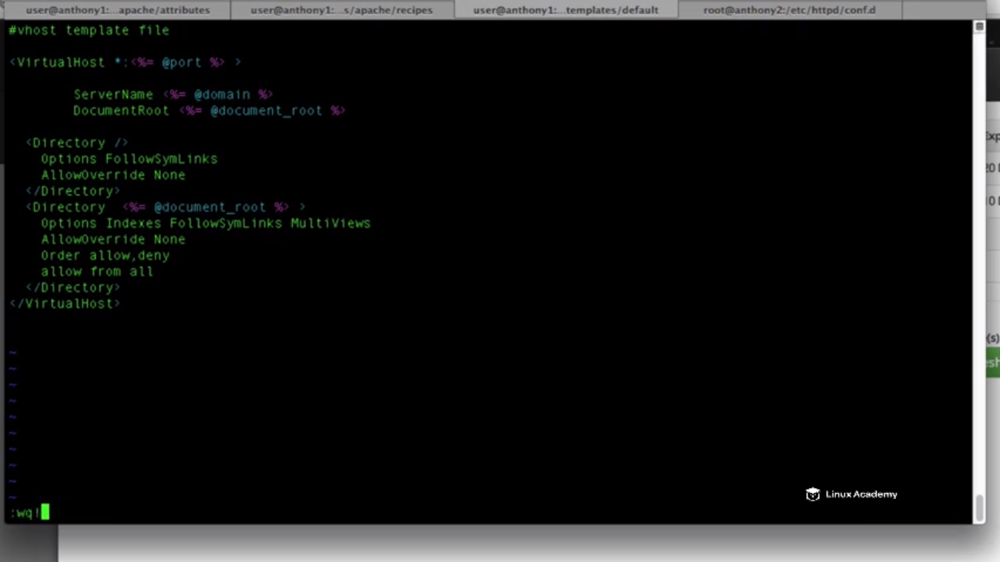 user@anthony1:...apache/attributes
user@anthony1:...s/apache/recipes
user@anthony1:...templates/default
root@anthony2:/etc/httpd/conf.d
#vhost template file
<VirtualHost *:<%= @port %> >
ServerName <%= @domain %>
DocumentRoot <%= @document_root %>
<Directory />
Options FollowSymLinks
AllowOverride None
</Directory>
<Directory  <%= @document_root %> >
Options Indexes FollowSymLinks MultiViews
AllowOverride None
Order allow,deny
allow from all
</Directory>
</VirtualHost>
~
~
~
~
~
~
~
~
~
~
:wq!
Linux Academy
(s)